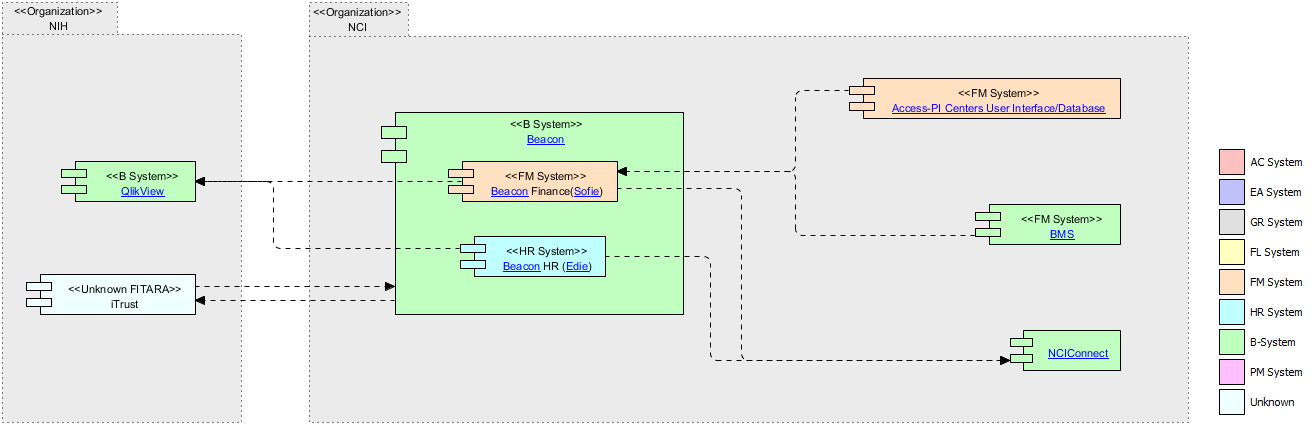 <<Organization>>
NIH
<<B System>>
QlikView
<<Unknown FITARA>>
iTrust
<<Organization>>
NCI
<<B System>>
Beacon
<<FM System>>
Beacon Finance(Sofie)
<<HR System>>
Beacon HR (Edie)
<<FM System>>
Access-PI Centers User Interface/Database
<<FM System>>
BMS
NCIConnect
AC System
EA System
GR System
FL System
FM System
HR System
B-System
PM System
Unknown